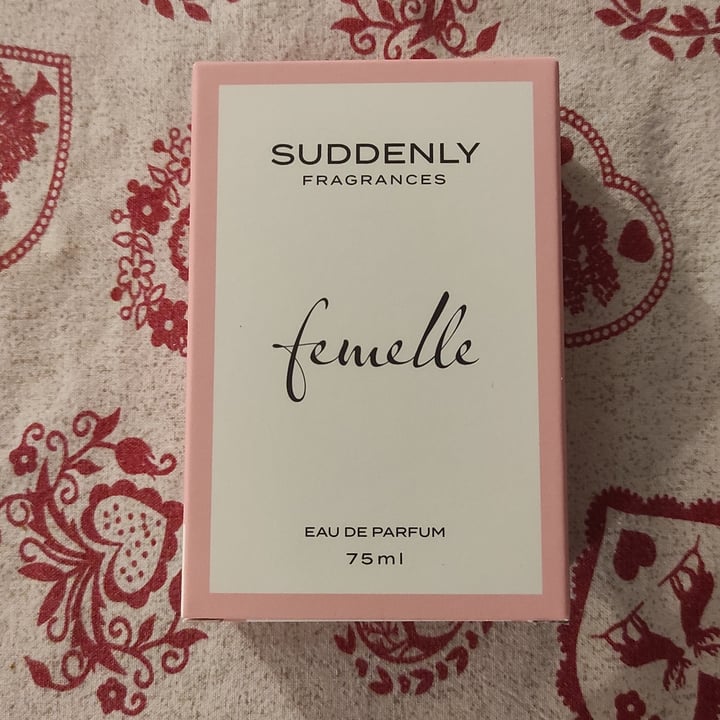 SUDDENLY
FRAGRANCES
femelle
EAU DE PARFUM
75ml